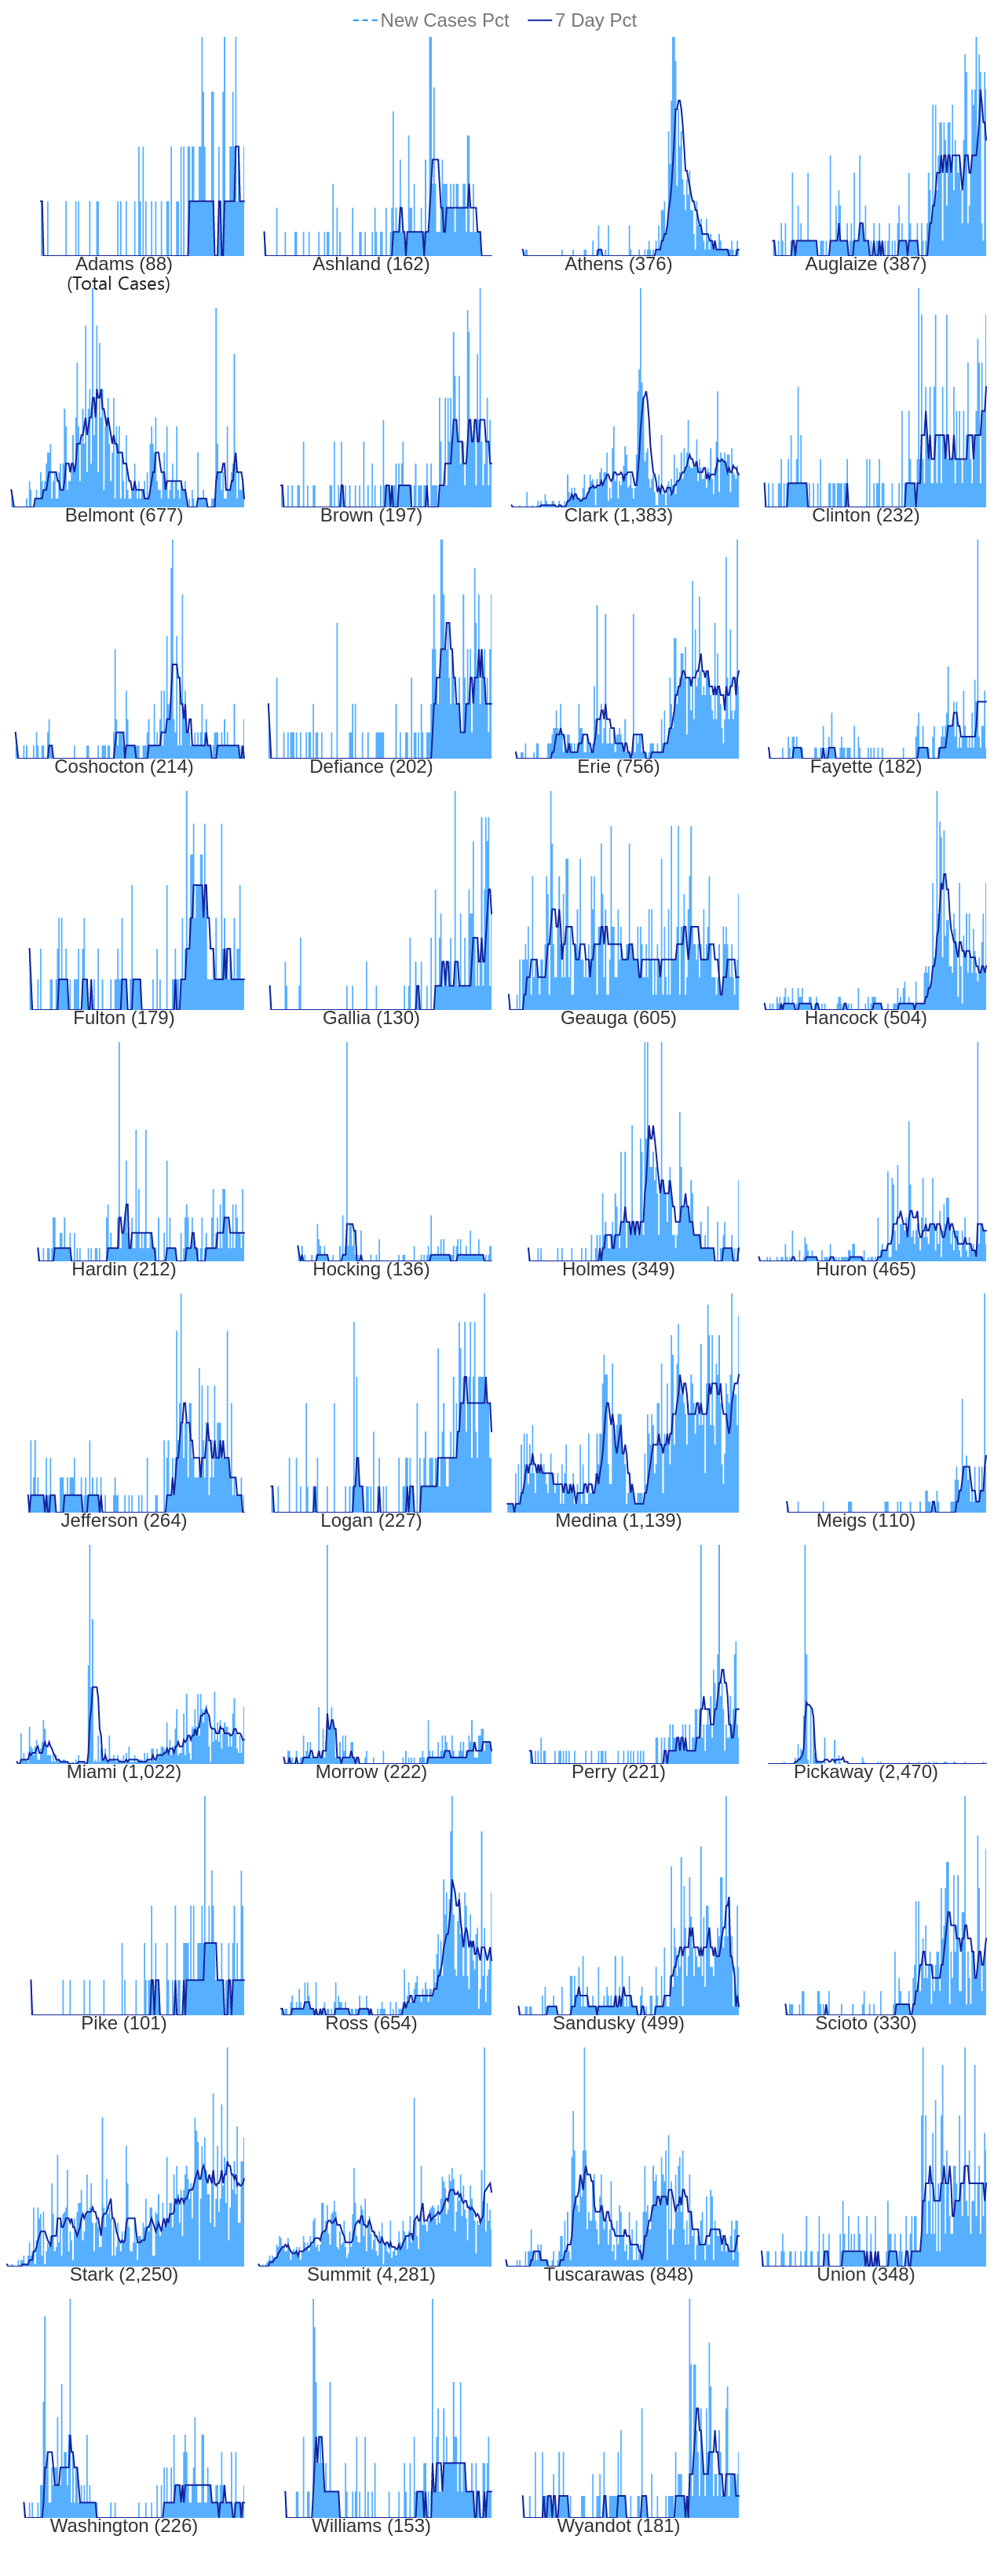 New Cases Pct 7 Day Pct
Adams (88) Ashland (162) Athens (376) Auglaize (387)
(Total Cases)
Belmont (677) Brown (197) Clark (1,383) Clinton (232)
Coshocton (214) Defiance (202) Erie (756) Fayette (182)
Fulton (179) Gallia (130) Geauga (605) Hancock (504)
Hardin (212) Hocking (136) Holmes (349) Huron (465)
Jefferson (264) Logan (227) Medina (1,139) Meigs (110)
Miami (1,022) Morrow (222) Perry (221) Pickaway (2,470)
Pike (101) Ross (654) Sandusky (499) Scioto (330)
Stark (2,250) Summit (4,281) Tuscarawas (848) Union (348)
Washington (226) Williams (153) Wyandot (181)